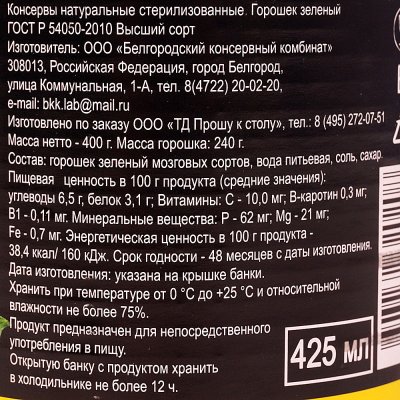 Консервы натуральные стерилизованные. Горошек зеленый
ГОСТ Р 54050-2010 Высший сорт
Изготовитель: ООО «Белгородский консервный комбинат»
308013, Российская Федерация, город Белгород,
улица Коммунальная, 1-А, тел. 8(4722) 20-02-20,
e-mail: bkk.lab@mail.ru
Изготовлено по заказу ООО «ТД Прошу к столу», тел.: 8 (495) 272-07-51
Масса нетто - 400 г. Масса горошка: 240 г.
Состав: горошек зеленый мозговых сортов, вода питьевая, соль, сахар.
Пищевая ценность в 100 г продукта (средние значения):
углеводы 6,5 г, белок 3,1 г; Витамины: С - 10,0 мг; В-каротин 0,3 мг;
В1 - 0,11 мг. Минеральные вещества: Р - 62 мг; Mg - 21 мг;
Fe - 0,7 мг. Энергетическая ценность в 100 г продукта -
38,4 ккал/ 160 кДж. Срок годности - 48 месяцев с даты изготовления.
Дата изготовления: указана на крышке банки.
Хранить при температуре от 0 °С до +25 °С и относительной
влажности не более 75%.
Продукт предназначен для непосредственного
употребления в пищу.
Открытую банку с продуктом хранить
в холодильнике не более 12 ч.
425 МЛ